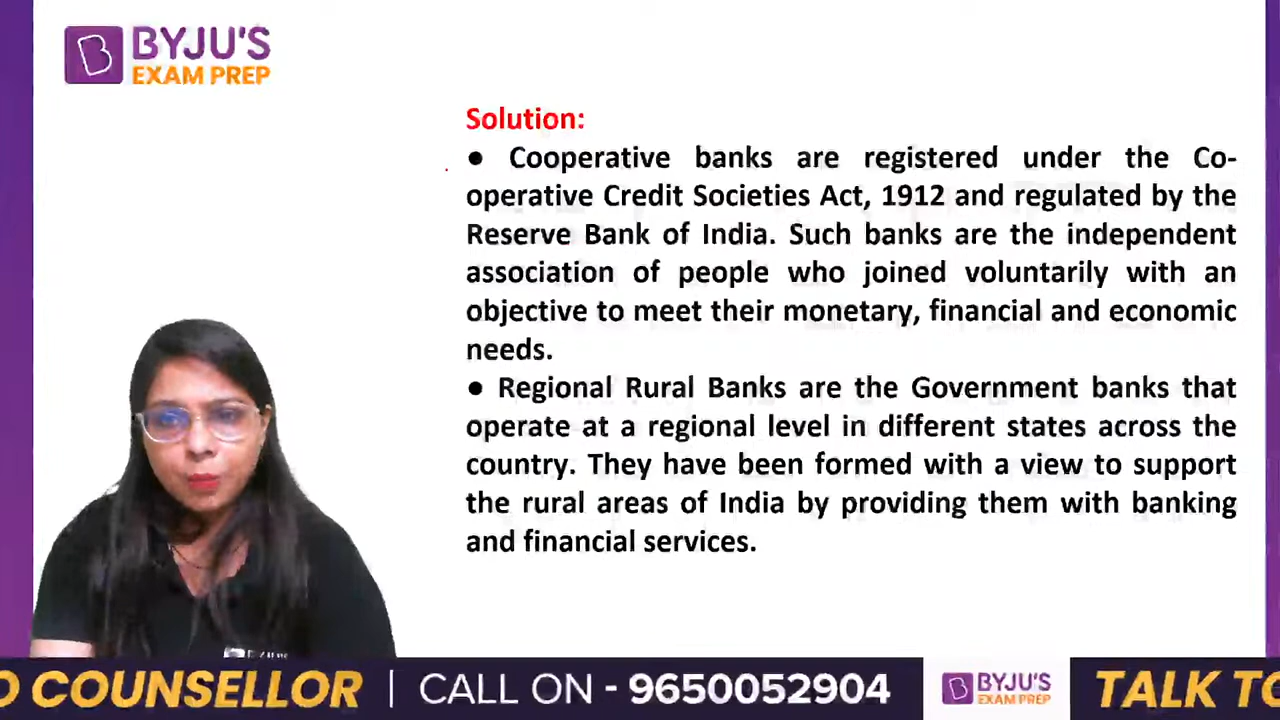 BYJU'S
EXAM PREP
Solution:
● Cooperative banks are registered under the Co-
operative Credit Societies Act, 1912 and regulated by the
Reserve Bank of India. Such banks are the independent
association of people who joined voluntarily with an
objective to meet their monetary, financial and economic
needs.
● Regional Rural Banks are the Government banks that
operate at a regional level in different states across the
country. They have been formed with a view to support
the rural areas of India by providing them with banking
and financial services.
O COUNSELLOR | CALL ON - 9650052904
BYJU'S
EXAM PREP
TALK TO